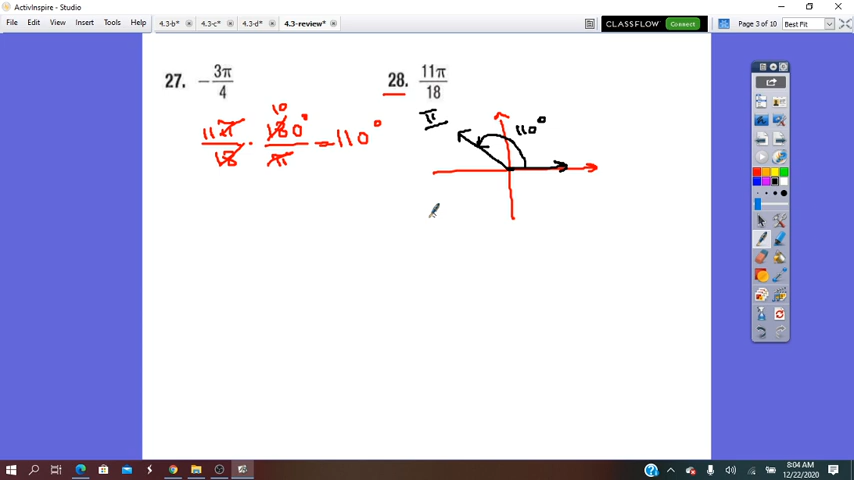 ActivInspire - Studio
File Edit View Insert Tools Help
4.3-b* 4.3-c* 4.3-d* 4.3-review*
CLASSFLOW Connect
Page 3 of 10
Best Fit
27. -3π/4
28. 11π/18
10
11π/18 · 180°/π = 110°
II
110°
8:04 AM
12/22/2020